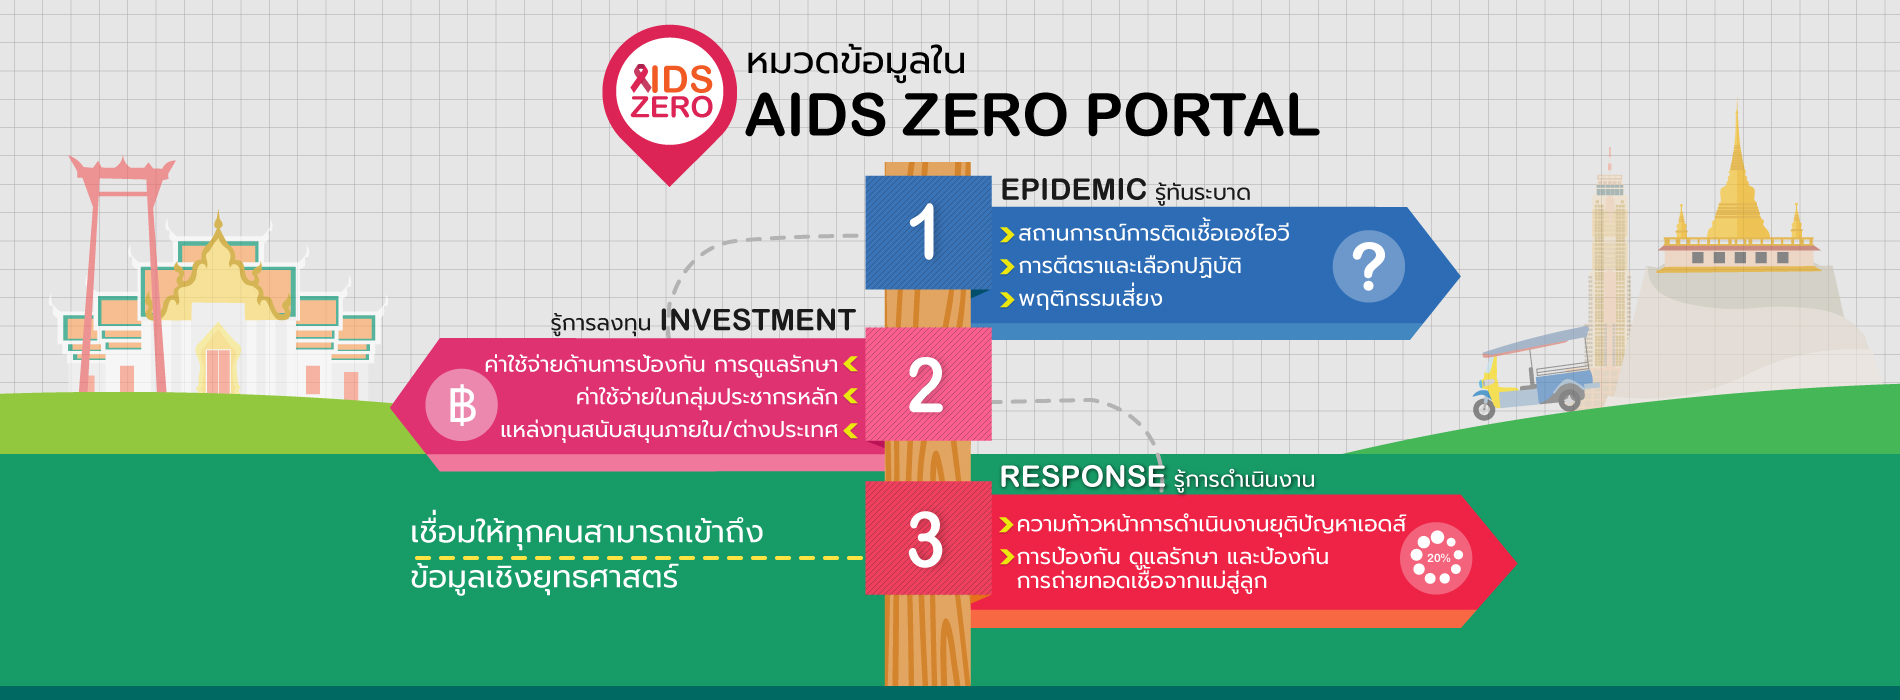 AIDS
ZERO
หมวดข้อมูลใน
AIDS ZERO PORTAL
1
EPIDEMIC รู้ทันระบาด
สถานการณ์การติดเชื้อเอชไอวี
การตีตราและเลือกปฏิบัติ
พฤติกรรมเสี่ยง
?
รู้การลงทุน INVESTMENT
ค่าใช้จ่ายด้านการป้องกัน การดูแลรักษา
ค่าใช้จ่ายในกลุ่มประชากรหลัก
แหล่งทุนสนับสนุนภายใน/ต่างประเทศ
฿
2
RESPONSE รู้การดำเนินงาน
3
ความก้าวหน้าการดำเนินงานยุติปัญหาเอดส์
การป้องกัน ดูแลรักษา และป้องกัน
การถ่ายทอดเชื้อจากแม่สู่ลูก
20%
เชื่อมให้ทุกคนสามารถเข้าถึง
ข้อมูลเชิงยุทธศาสตร์